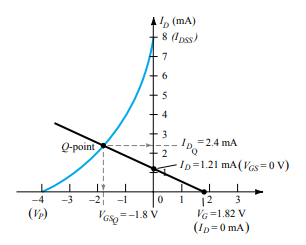 I_D (mA)
8 (I_DSS)
7
6
5
4
3
Q-point
I_DQ = 2.4 mA
2
I_D = 1.21 mA (V_GS = 0 V)
1
–4 –3 –2 –1 0 1 2 3
(V_P)
V_GSQ = –1.8 V
V_G = 1.82 V
(I_D = 0 mA)